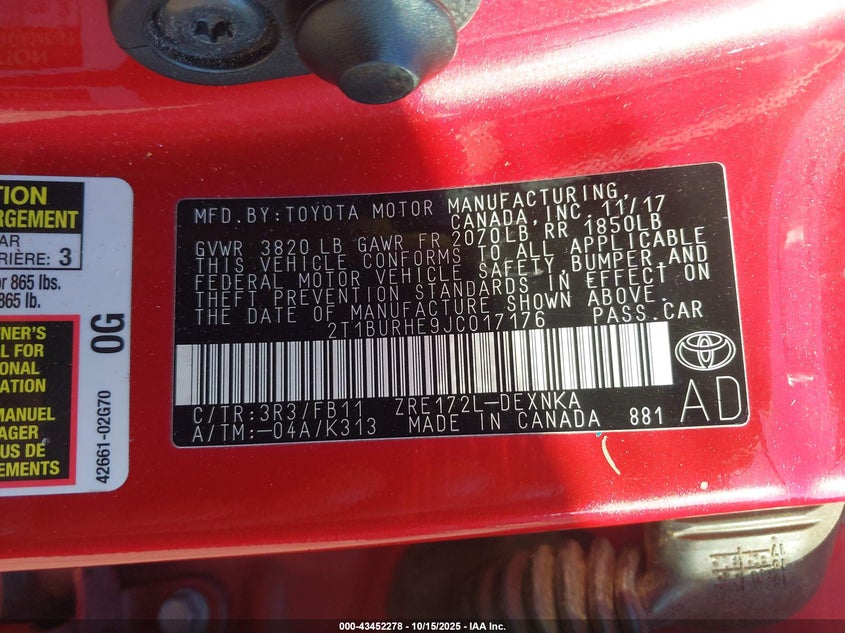 MFD. BY: TOYOTA MOTOR MANUFACTURING,
CANADA, INC. 11/17
GVWR 3820 LB GAWR FR 2070LB, RR 1850LB
THIS VEHICLE CONFORMS TO ALL APPLICABLE
FEDERAL MOTOR VEHICLE SAFETY, BUMPER, AND
THEFT PREVENTION STANDARDS IN EFFECT ON
THE DATE OF MANUFACTURE SHOWN ABOVE.
2T1BURHE9JC017176 PASS. CAR
C/TR: 3R3/FB11 ZRE172L-DEXNKA
A/TM: -04A/K313 MADE IN CANADA 881
AD
TION
RGEMENT
AR
RIÈRE: 3
or 865 lbs.
865 lb.
0G
NER'S
L FOR
IONAL
ATION
MANUEL
AGER
US DE
EMENTS
42661-02G70
000-43452278 - 10/15/2025 - IAA Inc.